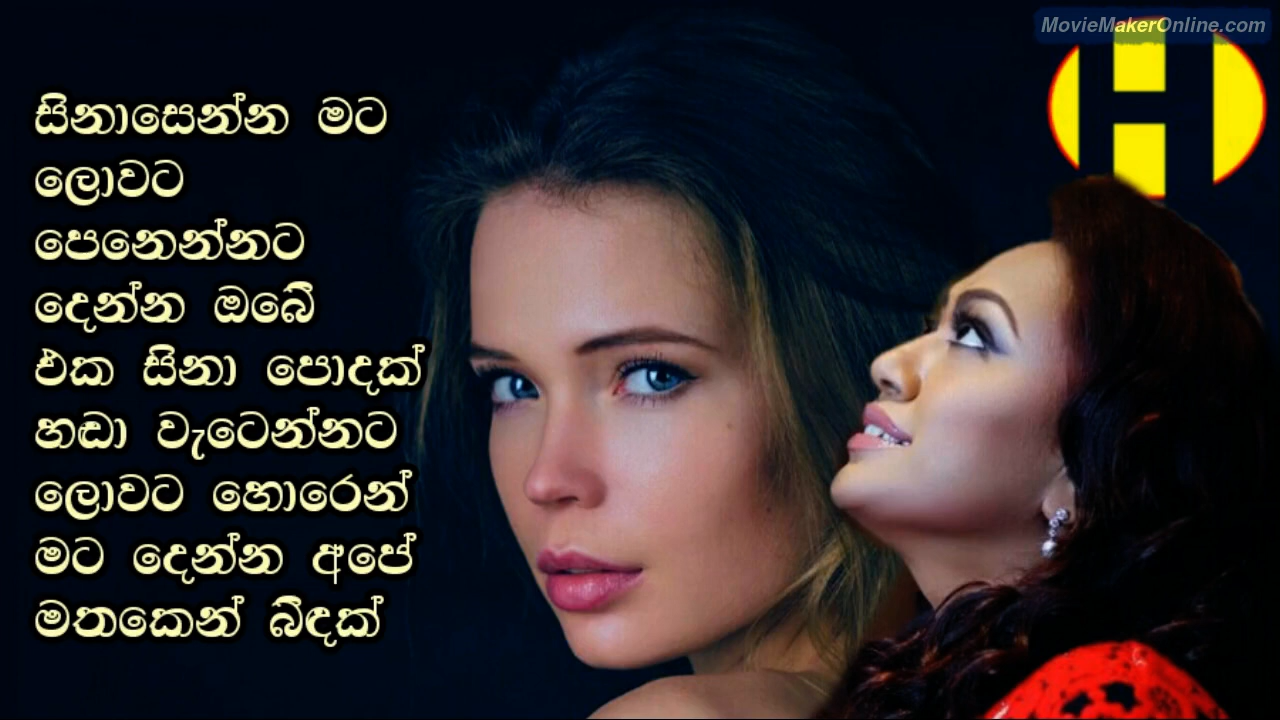 MovieMakerOnline.com
H
සිනාසෙන්න මට
ලොවට
පෙනෙන්නට
දෙන්න ඔබේ
එක සිනා පොදක්
හඬා වැටෙන්නට
ලොවට හොරෙන්
මට දෙන්න අපේ
මතකෙන් බිඳක්